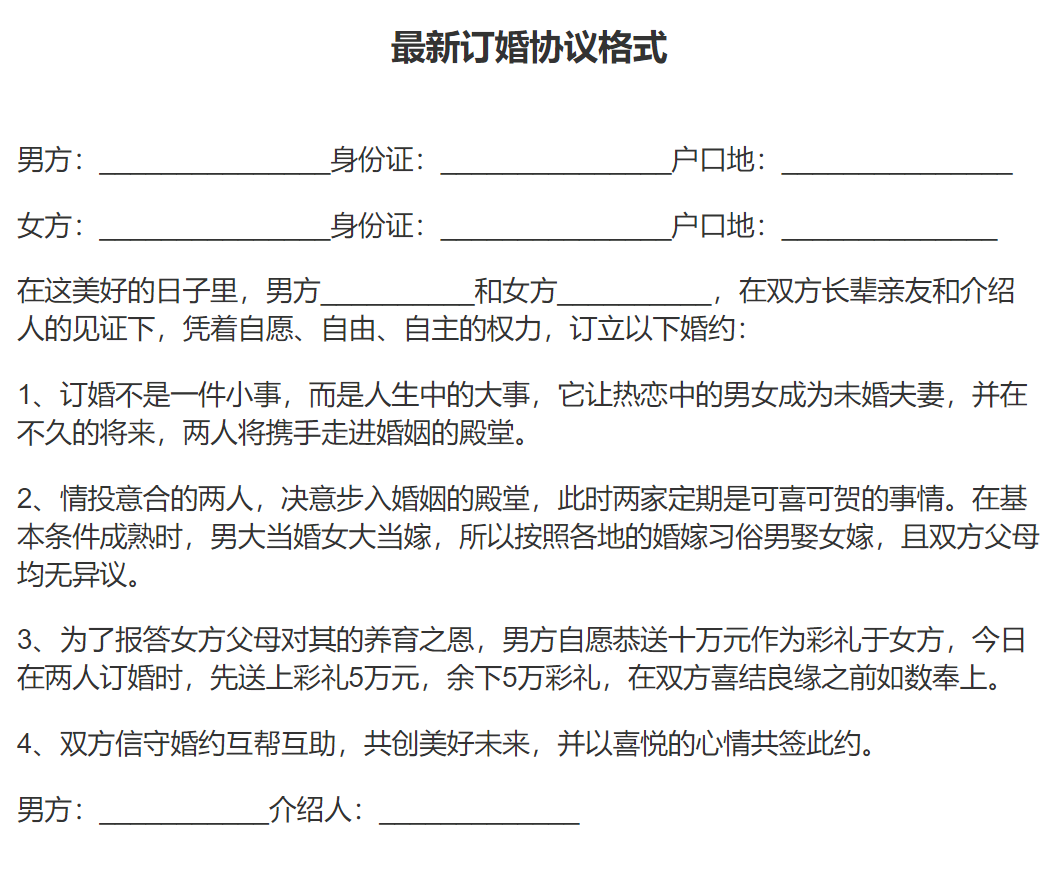 最新订婚协议格式
男方：_______________身份证：_______________户口地：_______________
女方：_______________身份证：_______________户口地：______________
在这美好的日子里，男方__________和女方__________，在双方长辈亲友和介绍
人的见证下，凭着自愿、自由、自主的权力，订立以下婚约：
1、订婚不是一件小事，而是人生中的大事，它让热恋中的男女成为未婚夫妻，并在
不久的将来，两人将携手走进婚姻的殿堂。
2、情投意合的两人，决意步入婚姻的殿堂，此时两家定期是可喜可贺的事情。在基
本条件成熟时，男大当婚女大当嫁，所以按照各地的婚嫁习俗男娶女嫁，且双方父母
均无异议。
3、为了报答女方父母对其的养育之恩，男方自愿恭送十万元作为彩礼于女方，今日
在两人订婚时，先送上彩礼5万元，余下5万彩礼，在双方喜结良缘之前如数奉上。
4、双方信守婚约互帮互助，共创美好未来，并以喜悦的心情共签此约。
男方：___________介绍人：_____________